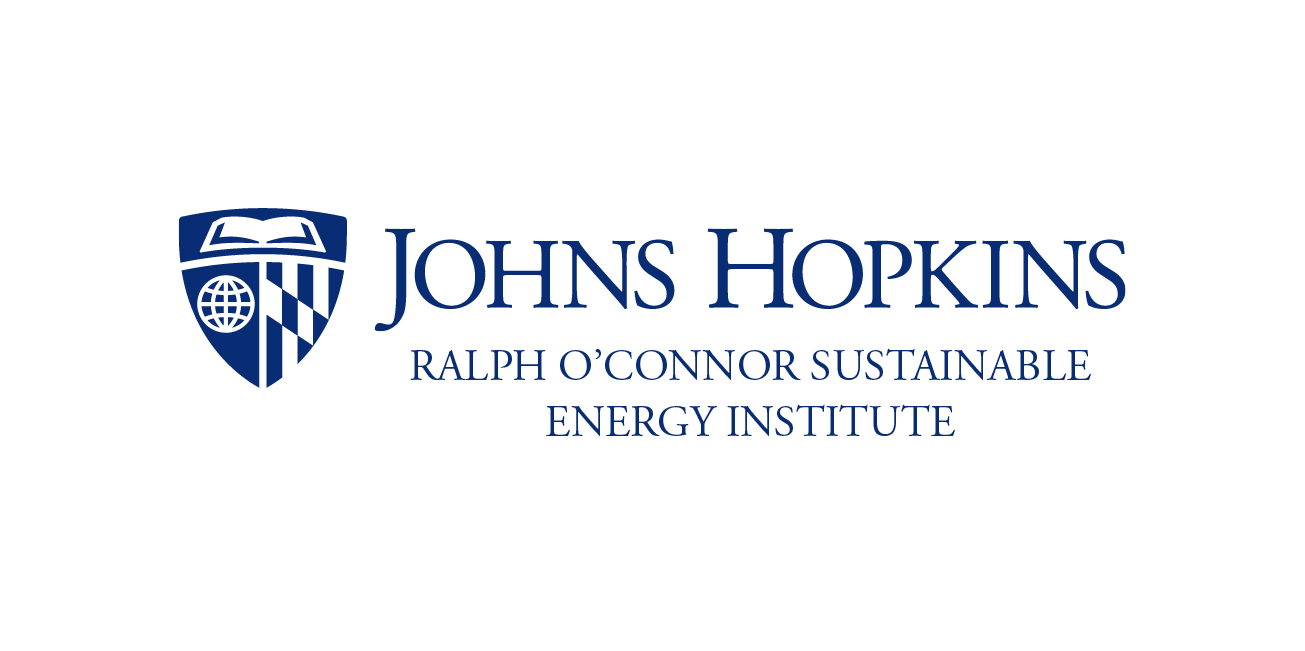 JOHNS HOPKINS
RALPH O’CONNOR SUSTAINABLE
ENERGY INSTITUTE